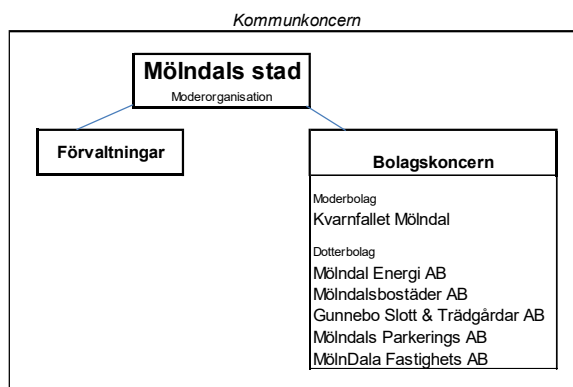 Kommunkoncern
Mölndals stad
Moderorganisation
Förvaltningar
Bolagskoncern
Moderbolag
Kvarnfallet Mölndal
Dotterbolag
Mölndal Energi AB
Mölndalsbostäder AB
Gunnebo Slott & Trädgårdar AB
Mölndals Parkerings AB
MölnDala Fastighets AB